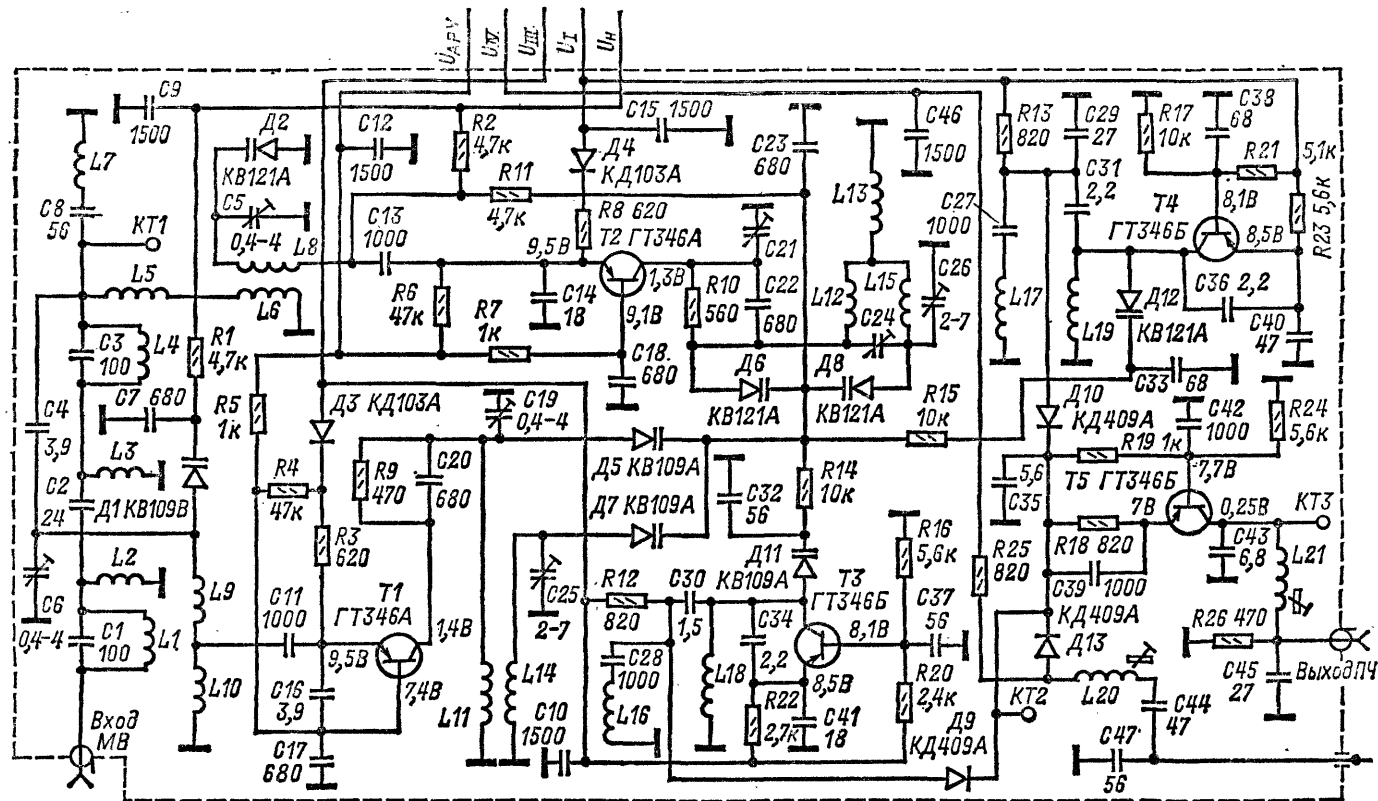 UАРУ
UIV
UIII
UI
UН
C9
1500
Д2
КВ121А
C5
0,4-4
L7
C8
56
КТ1
L5
L8
L6
C12
1500
R2
4,7к
C15 1500
Д4
КД103А
R11
4,7к
C13
1000
R8 620
9,5В
Т2 ГТ346А
1,3В
9,1В
C23
680
C21
C22
680
R10
560
C14
18
R6
47к
R7
1к
C18
680
L13
C46
1500
L12
L15
C24
C26
2-7
Д6
КВ121А
Д8
КВ121А
R13
820
C29
27
C31
2,2
C27
1000
L17
L19
R17
10к
C38
68
R21
5,1к
Т4
ГТ346Б
8,1В
8,5В
R23 5,6к
C36 2,2
Д12
КВ121А
C40
47
C33 68
C3
100
L4
R1
4,7к
C7 680
C4
3,9
L3
C2
24
Д1 КВ109В
L2
C6
0,4-4
C1
100
L1
L9
L10
Вход
МВ
R5
1к
Д3 КД103А
R4
47к
R3
620
R9
470
C20
680
C19
0,4-4
Д5 КВ109А
Д7 КВ109А
C11
1000
Т1
ГТ346А
9,5В
1,4В
7,4В
C16
3,9
C17
680
L11
L14
C10
1500
C25
2-7
R12
820
C28
1000
L16
C30
1,5
L18
C32
56
R14
10к
R15
10к
Д11
КВ109А
Т3
ГТ346Б
8,1В
8,5В
C34
2,2
R22
2,7к
C41
18
R16
5,6к
C37
56
R20
2,4к
Д9
КД409А
Д10
КД409А
R19 1к
C42
1000
R24
5,6к
5,6
C35
Т5 ГТ346Б
7,7В
7В
0,25В
КТ3
R18 820
C39
1000
КД409А
Д13
R25
820
C43
6,8
L21
R26 470
C45
27
Выход ПЧ
КТ2
L20
C44
47
C47
56